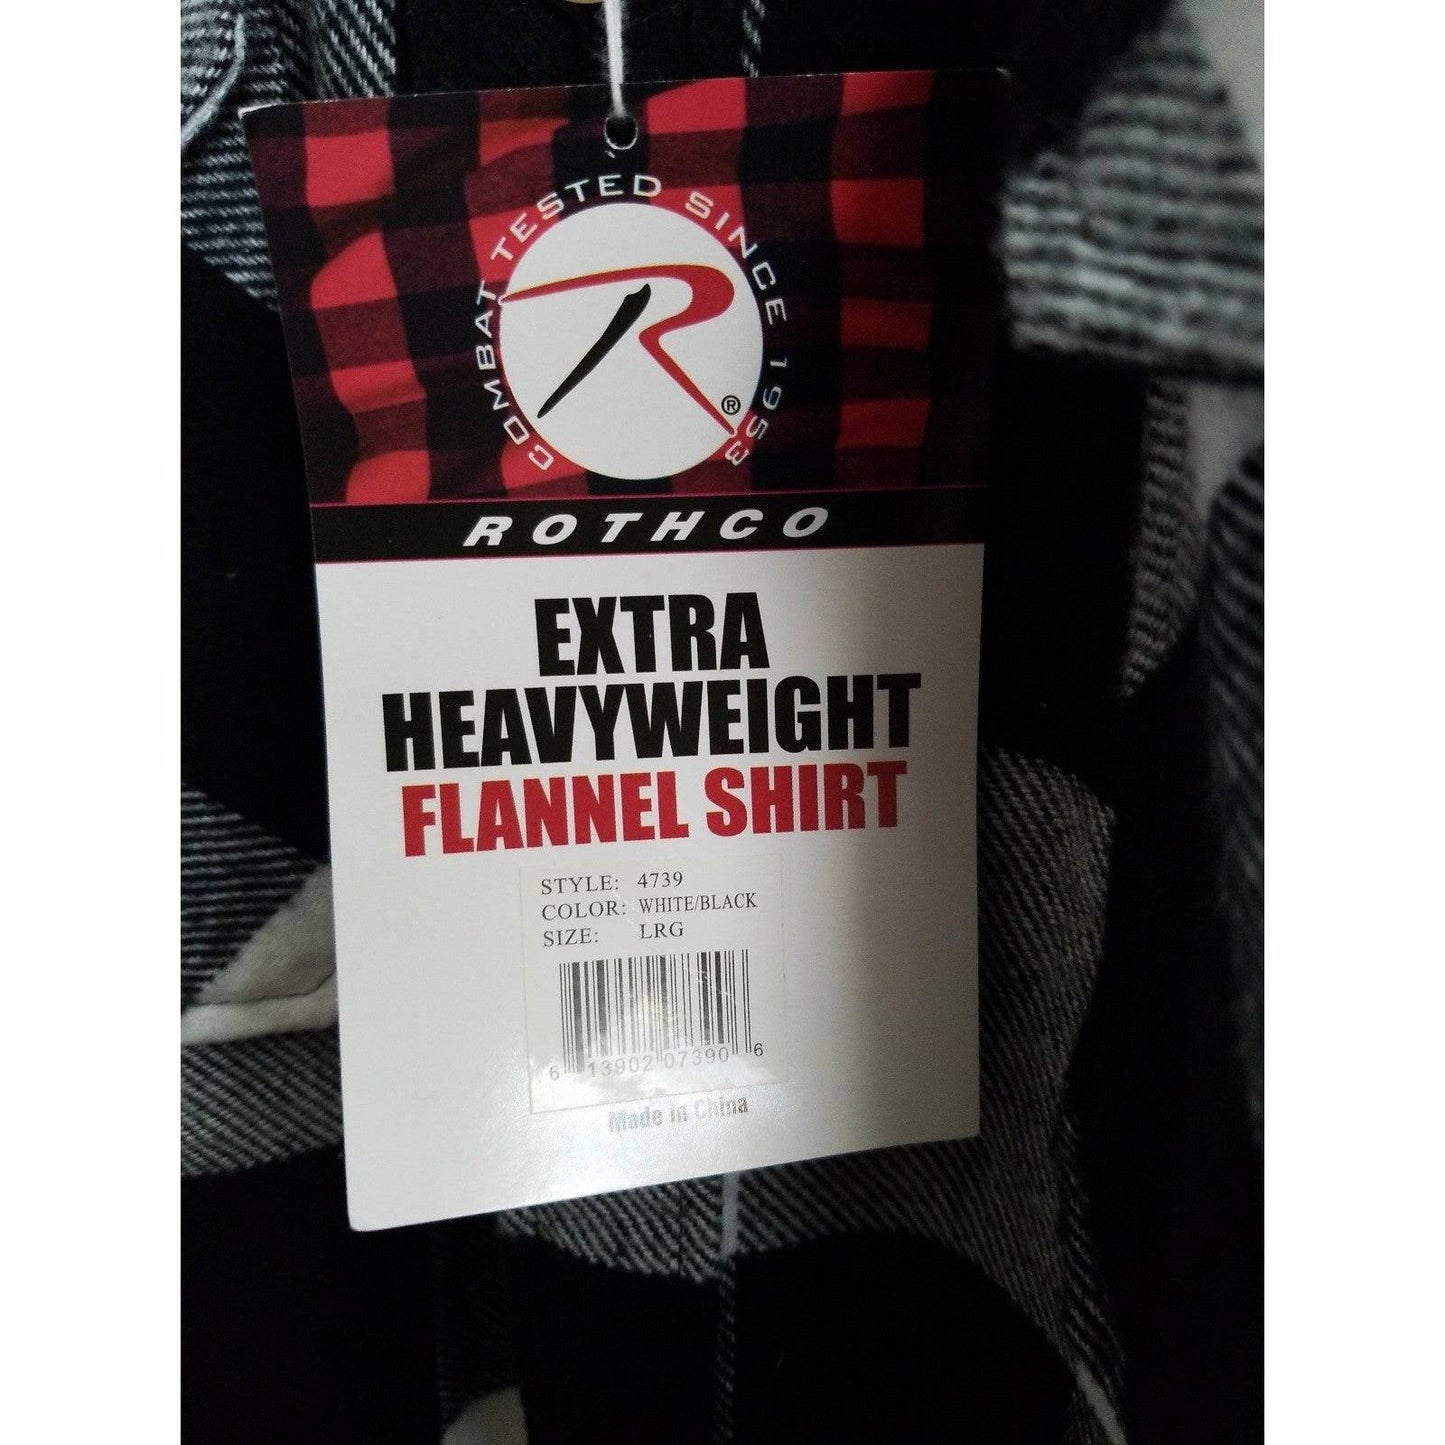 COMBAT TESTED SINCE 1953
R ®
ROTHCO
EXTRA
HEAVYWEIGHT
FLANNEL SHIRT
STYLE: 4739
COLOR: WHITE/BLACK
SIZE: LRG
6 13902 07390 6
Made in China